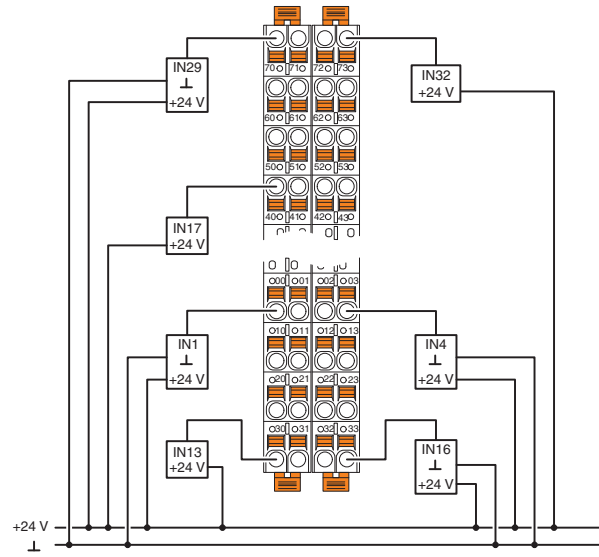 IN29
⊥
+24 V
70 71 72 73
IN32
+24 V
60 61 62 63
50 51 52 53
IN17
+24 V
40 41 42 43
00 01 02 03
IN1
⊥
+24 V
10 11 12 13
IN4
⊥
+24 V
20 21 22 23
IN13
+24 V
30 31 32 33
IN16
⊥
+24 V
+24 V
⊥